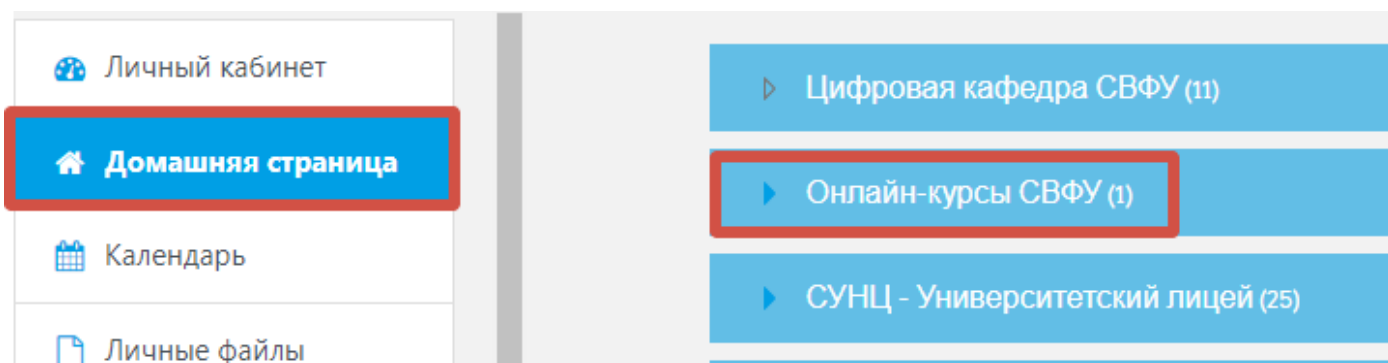 Личный кабинет
Домашняя страница
Календарь
Личные файлы
Цифровая кафедра СВФУ (11)
Онлайн-курсы СВФУ (1)
СУНЦ - Университетский лицей (25)